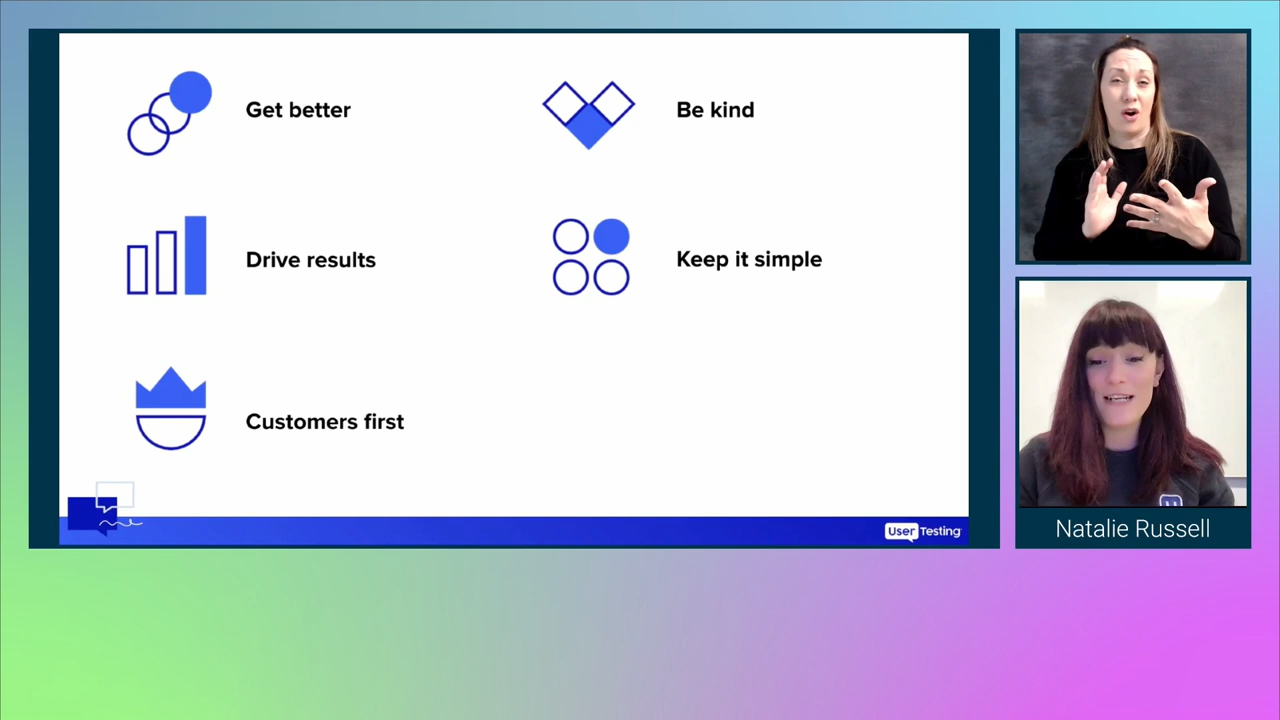 Get better
Be kind
Drive results
Keep it simple
Customers first
UserTesting
Natalie Russell